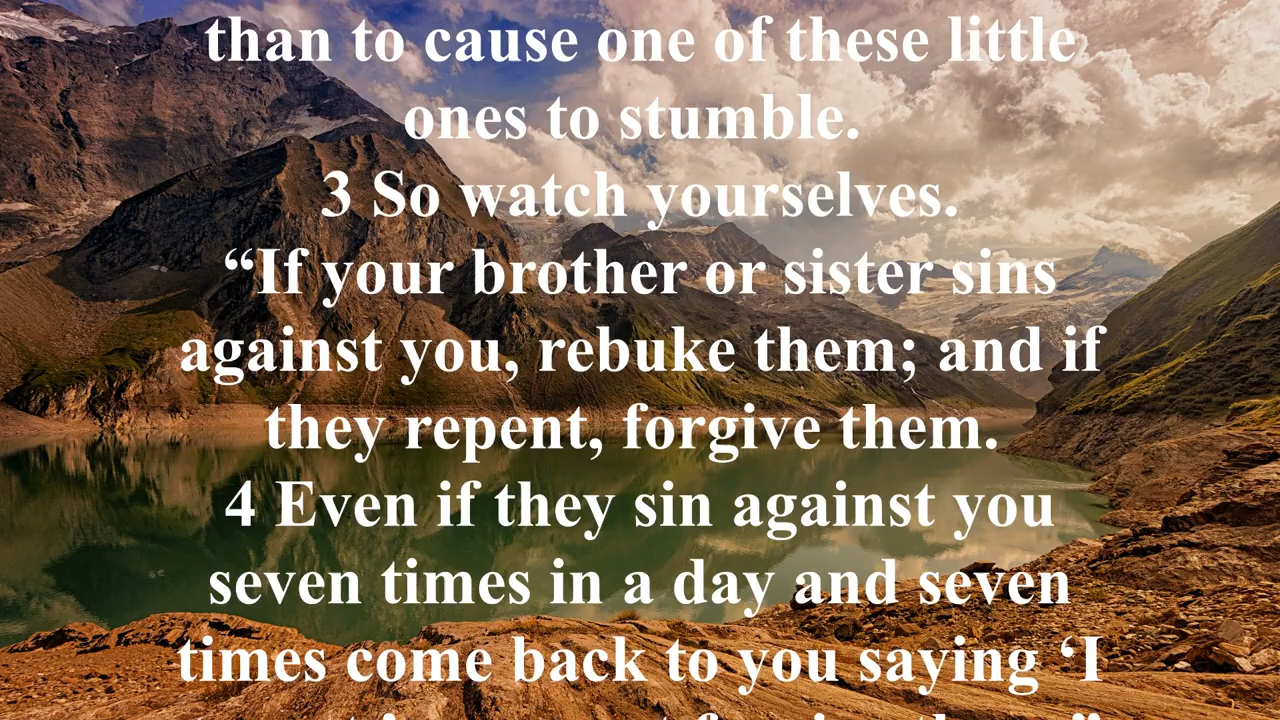 than to cause one of these little
ones to stumble.
3 So watch yourselves.
“If your brother or sister sins
against you, rebuke them; and if
they repent, forgive them.
4 Even if they sin against you
seven times in a day and seven
times come back to you saying ‘I